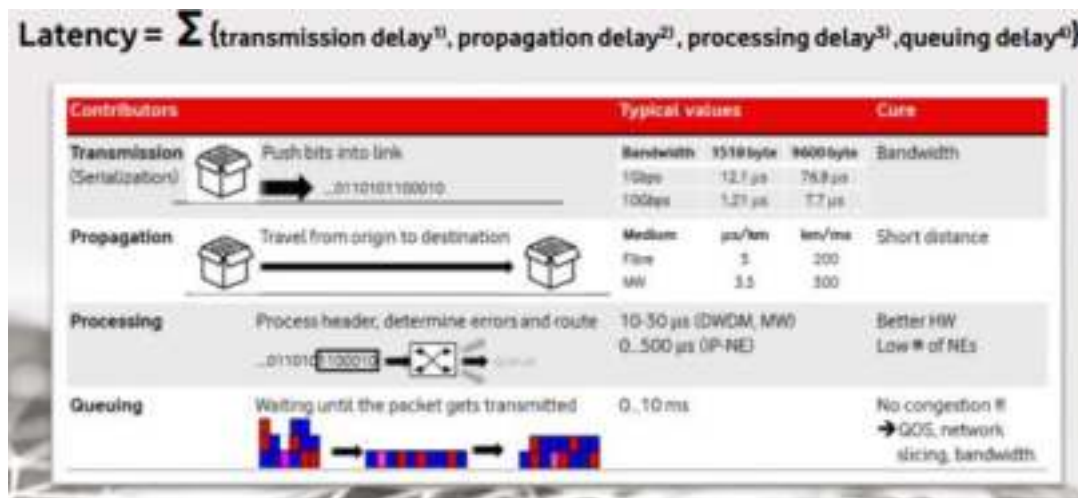 Latency = Σ {transmission delay¹⁾, propagation delay²⁾, processing delay³⁾, queuing delay⁴⁾}
Contributors Typical values Cure
Transmission Push bits into link Bandwidth 1518 byte 9600 byte Bandwidth
(Serialization) ...0110101100010 1Gbps 12.1 µs 76.8 µs
10Gbps 1.21 µs 7.7 µs
Propagation Travel from origin to destination Medium µs/km km/ms Short distance
Fibre 5 200
MW 3.5 300
Processing Process header, determine errors and route 10-50 µs (DWDM, MW) Better HW
...0110101100010 0..500 µs (IP-NE) Low # of NEs
Queuing Waiting until the packet gets transmitted 0..10 ms No congestion !!
➔ QOS, network
slicing, bandwidth